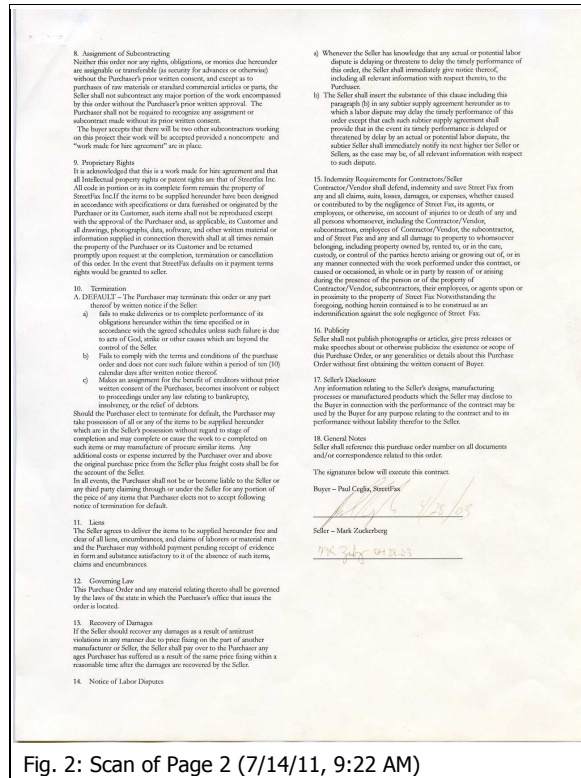 8. Assignment of Subcontracting
Neither this order nor any rights, obligations, or monies due hereunder
are assignable or transferable (as security for advances or otherwise)
without the Purchaser's prior written consent, and except as to
purchases of raw materials or standard commercial articles or parts, the
Seller shall not subcontract any major portion of the work encompassed
by this order without the Purchaser's prior written approval. The
Purchaser shall not be required to recognize any assignment or
subcontract made without its prior written consent.
The buyer accepts that there will be two other subcontractors working
on this project their work will be accepted provided a noncompete and
"work made for hire agreement" are in place.
9. Proprietary Rights
It is acknowledged that this is a work made for hire agreement and that
all Intellectual property rights or patent rights are that of Streetfax Inc.
All code in portion or in its complete form remain the property of
StreetFax Inc.If the items to be supplied hereunder have been designed
in accordance with specifications or data furnished or originated by the
Purchaser or its Customer, such items shall not be reproduced except
with the approval of the Purchaser and, as applicable, its Customer and
all drawings, photographs, data, software, and other written material or
information supplied in connection therewith shall at all times remain
the property of the Purchaser or its Customer and be returned
promptly upon request at the completion, termination or cancellation
of this order. In the event that StreetFax defaults on it payment terms
rights would be granted to seller.
10. Termination
A. DEFAULT – The Purchaser may terminate this order or any part
thereof by written notice if the Seller:
a) fails to make deliveries or to complete performance of its
obligations hereunder within the time specified or in
accordance with the agreed schedules unless such failure is due
to acts of God, strike or other causes which are beyond the
control of the Seller.
b) Fails to comply with the terms and conditions of the purchase
order and does not cure such failure within a period of ten (10)
calendar days after written notice thereof.
c) Makes an assignment for the benefit of creditors without prior
written consent of the Purchaser, becomes insolvent or subject
to proceedings under any law relating to bankruptcy,
insolvency, or the relief of debtors.
Should the Purchaser elect to terminate for default, the Purchaser may
take possession of all or any of the items to be supplied hereunder
which are in the Seller's possession without regard to stage of
completion and may complete or cause the work to e completed on
such items or may manufacture of procure similar items. Any
additional costs or expense incurred by the Purchaser over and above
the original purchase price from the Seller plus freight costs shall be for
the account of the Seller.
In all events, the Purchaser shall not be or become liable to the Seller or
any third party claiming through or under the Seller for any portion of
the price of any items that Purchaser elects not to accept following
notice of termination for default.
11. Liens
The Seller agrees to deliver the items to be supplied hereunder free and
clear of all liens, encumbrances, and claims of laborers or material men
and the Purchaser may withhold payment pending receipt of evidence
in form and substance satisfactory to it of the absence of such items,
claims and encumbrances.
12. Governing Law
This Purchase Order and any material relating thereto shall be governed
by the laws of the state in which the Purchaser's office that issues the
order is located.
13. Recovery of Damages
If the Seller should recover any damages as a result of antitrust
violations in any manner due to price fixing on the part of another
manufacturer or Seller, the Seller shall pay over to the Purchaser any
ages Purchaser has suffered as a result of the same price fixing within a
reasonable time after the damages are recovered by the Seller.
14. Notice of Labor Disputes
a) Whenever the Seller has knowledge that any actual or potential labor
dispute is delaying or threatens to delay the timely performance of
this order, the Seller shall immediately give notice thereof,
including all relevant information with respect thereto, to the
Purchaser.
b) The Seller shall insert the substance of this clause including this
paragraph (b) in any subtier supply agreement hereunder as to
which a labor dispute may delay the timely performance of this
order except that each such subtier supply agreement shall
provide that in the event its timely performance is delayed or
threatened by delay by an actual or potential labor dispute, the
subtier Seller shall immediately notify its next higher tier Seller or
Sellers, as the case may be, of all relevant information with respect
to such dispute.
15. Indemnity Requirements for Contractors/Seller
Contractor/Vendor shall defend, indemnity and save Street Fax from
any and all claims, suits, losses, damages, or expenses, whether caused
or contributed to by the negligence of Street Fax, its agents, or
employees, or otherwise, on account of injuries to or death of any and
all persons whomsoever, including the Contractor/Vendor,
subcontractors, employees of Contractor/Vendor, the subcontractor,
and of Street Fax and any and all damage to property to whomsoever
belonging, including property owned by, rented to, or in the care,
custody, or control of the parties hereto arising or growing out of, or in
any manner connected with the work performed under this contract, or
caused or occasioned, in whole or in party by reason of or arising
during the presence of the person or of the property of
Contractor/Vendor, subcontractors, their employees, or agents upon or
in proximity to the property of Street Fax Notwithstanding the
foregoing, nothing herein contained is to be construed as an
indemnification against the sole negligence of Street Fax.
16. Publicity
Seller shall not publish photographs or articles, give press releases or
make speeches about or otherwise publicize the existence or scope of
this Purchase Order, or any generalities or details about this Purchase
Order without first obtaining the written consent of Buyer.
17. Seller's Disclosure
Any information relating to the Seller's designs, manufacturing
processes or manufactured products which the Seller may disclose to
the Buyer in connection with the performance of the contract may be
used by the Buyer for any purpose relating to the contract and to its
performance without liability therefor to the Seller.
18. General Notes
Seller shall reference this purchase order number on all documents
and/or correspondence related to this order.
The signatures below will execute this contract.
Buyer – Paul Ceglia, StreetFax
4/28/03
Seller – Mark Zuckerberg
04.28.03
Fig. 2: Scan of Page 2 (7/14/11, 9:22 AM)